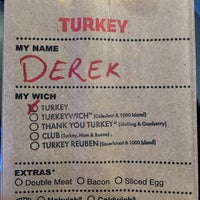 TURKEY
MY NAME
DEREK
MY WICH
TURKEY
TURKEYWICH™ (Coleslaw & 1000 Island)
THANK YOU TURKEY® (Stuffing & Cranberry)
CLUB (Turkey, Ham & Bacon)
TURKEY REUBEN (Sauerkraut & 1000 Island)
EXTRAS*
Double Meat Bacon Sliced Egg